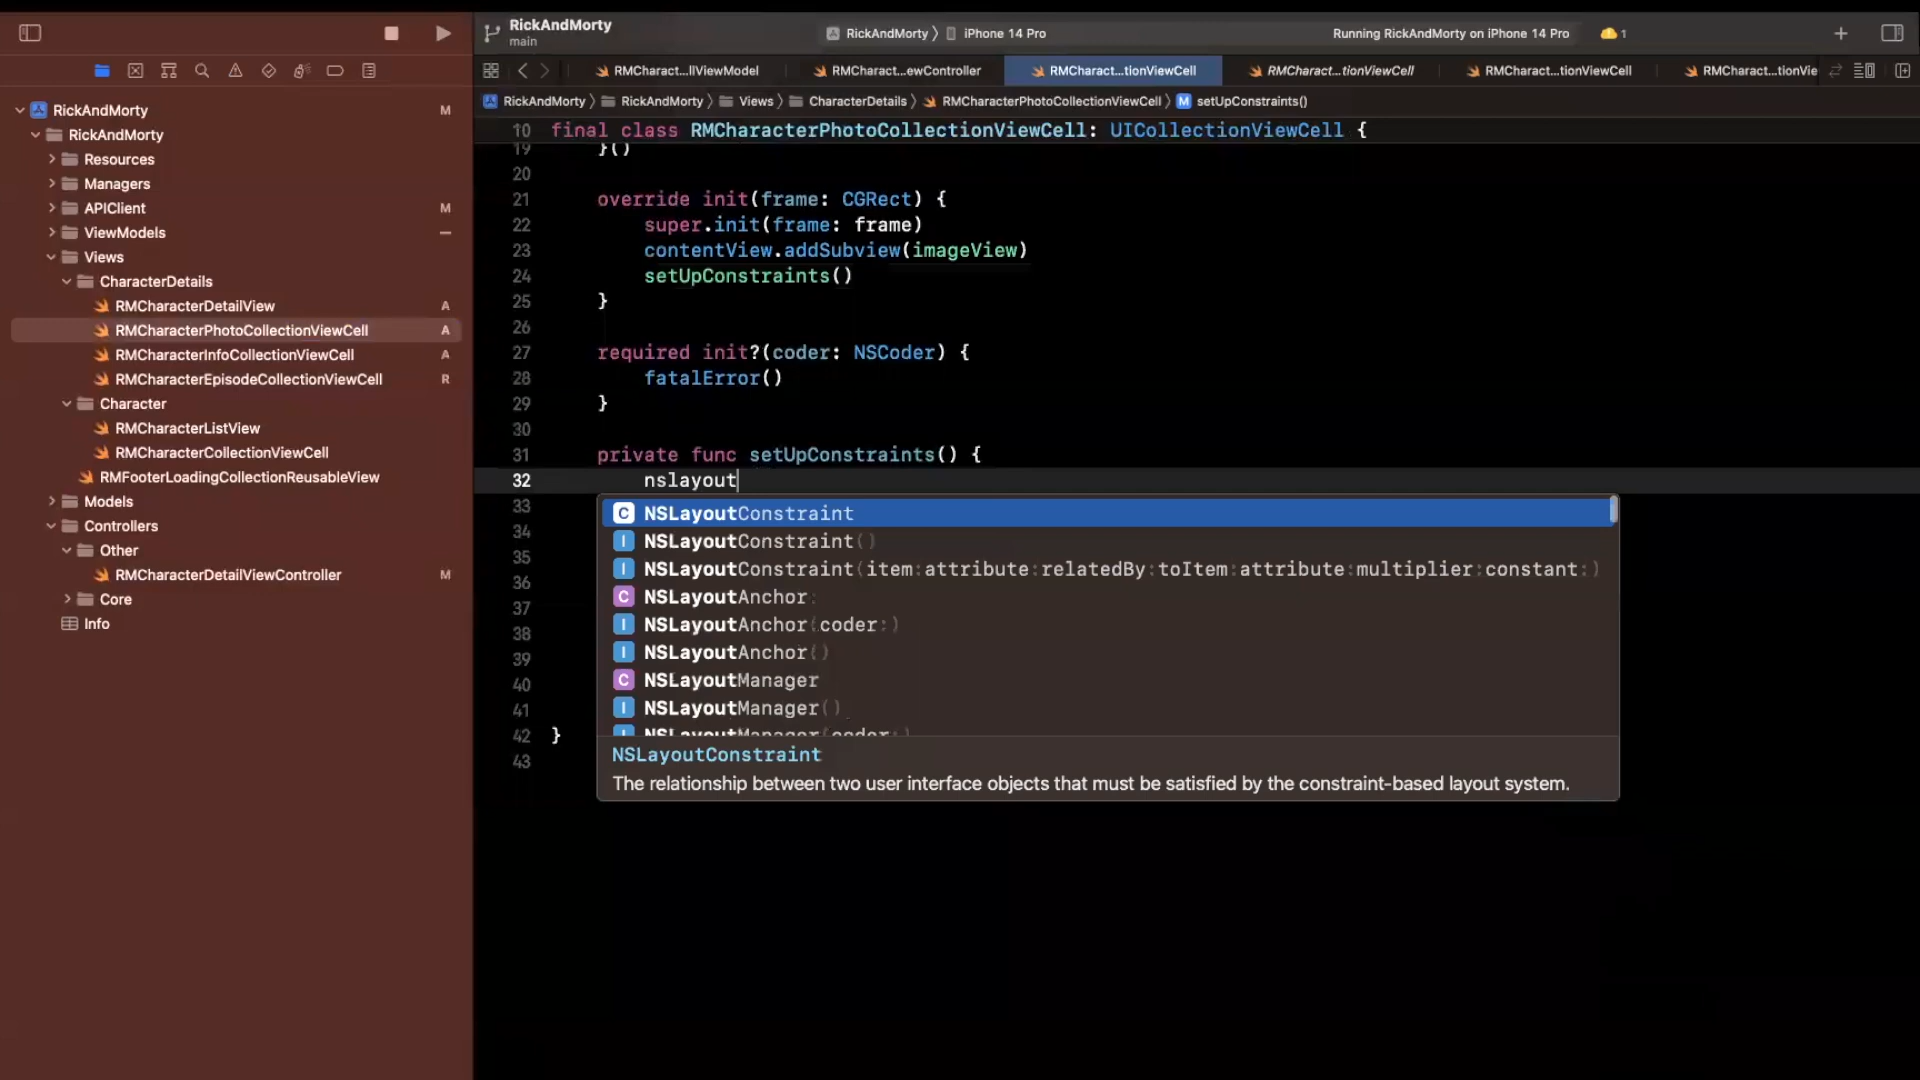 RickAndMorty
main
RickAndMorty 〉 iPhone 14 Pro
Running RickAndMorty on iPhone 14 Pro
1
RMCharact...llViewModel
RMCharact...ewController
RMCharact...tionViewCell
RMCharact...tionViewCell
RMCharact...tionViewCell
RMCharact...tionVie
RickAndMorty 〉 RickAndMorty 〉 Views 〉 CharacterDetails 〉 RMCharacterPhotoCollectionViewCell 〉 M setUpConstraints()
RickAndMorty M
RickAndMorty
Resources
Managers
APIClient M
ViewModels
Views
CharacterDetails
RMCharacterDetailView A
RMCharacterPhotoCollectionViewCell A
RMCharacterInfoCollectionViewCell A
RMCharacterEpisodeCollectionViewCell R
Character
RMCharacterListView
RMCharacterCollectionViewCell
RMFooterLoadingCollectionReusableView
Models
Controllers
Other
RMCharacterDetailViewController M
Core
Info
10 final class RMCharacterPhotoCollectionViewCell: UICollectionViewCell {
19 }()
20
21 override init(frame: CGRect) {
22 super.init(frame: frame)
23 contentView.addSubview(imageView)
24 setUpConstraints()
25 }
26
27 required init?(coder: NSCoder) {
28 fatalError()
29 }
30
31 private func setUpConstraints() {
32 nslayout
33
34
35
36
37
38
39
40
41
42 }
43
C NSLayoutConstraint
I NSLayoutConstraint()
I NSLayoutConstraint(item:attribute:relatedBy:toItem:attribute:multiplier:constant:)
C NSLayoutAnchor
I NSLayoutAnchor(coder:)
I NSLayoutAnchor()
C NSLayoutManager
I NSLayoutManager()
I NSLayoutManager(coder:)
NSLayoutConstraint
The relationship between two user interface objects that must be satisfied by the constraint-based layout system.